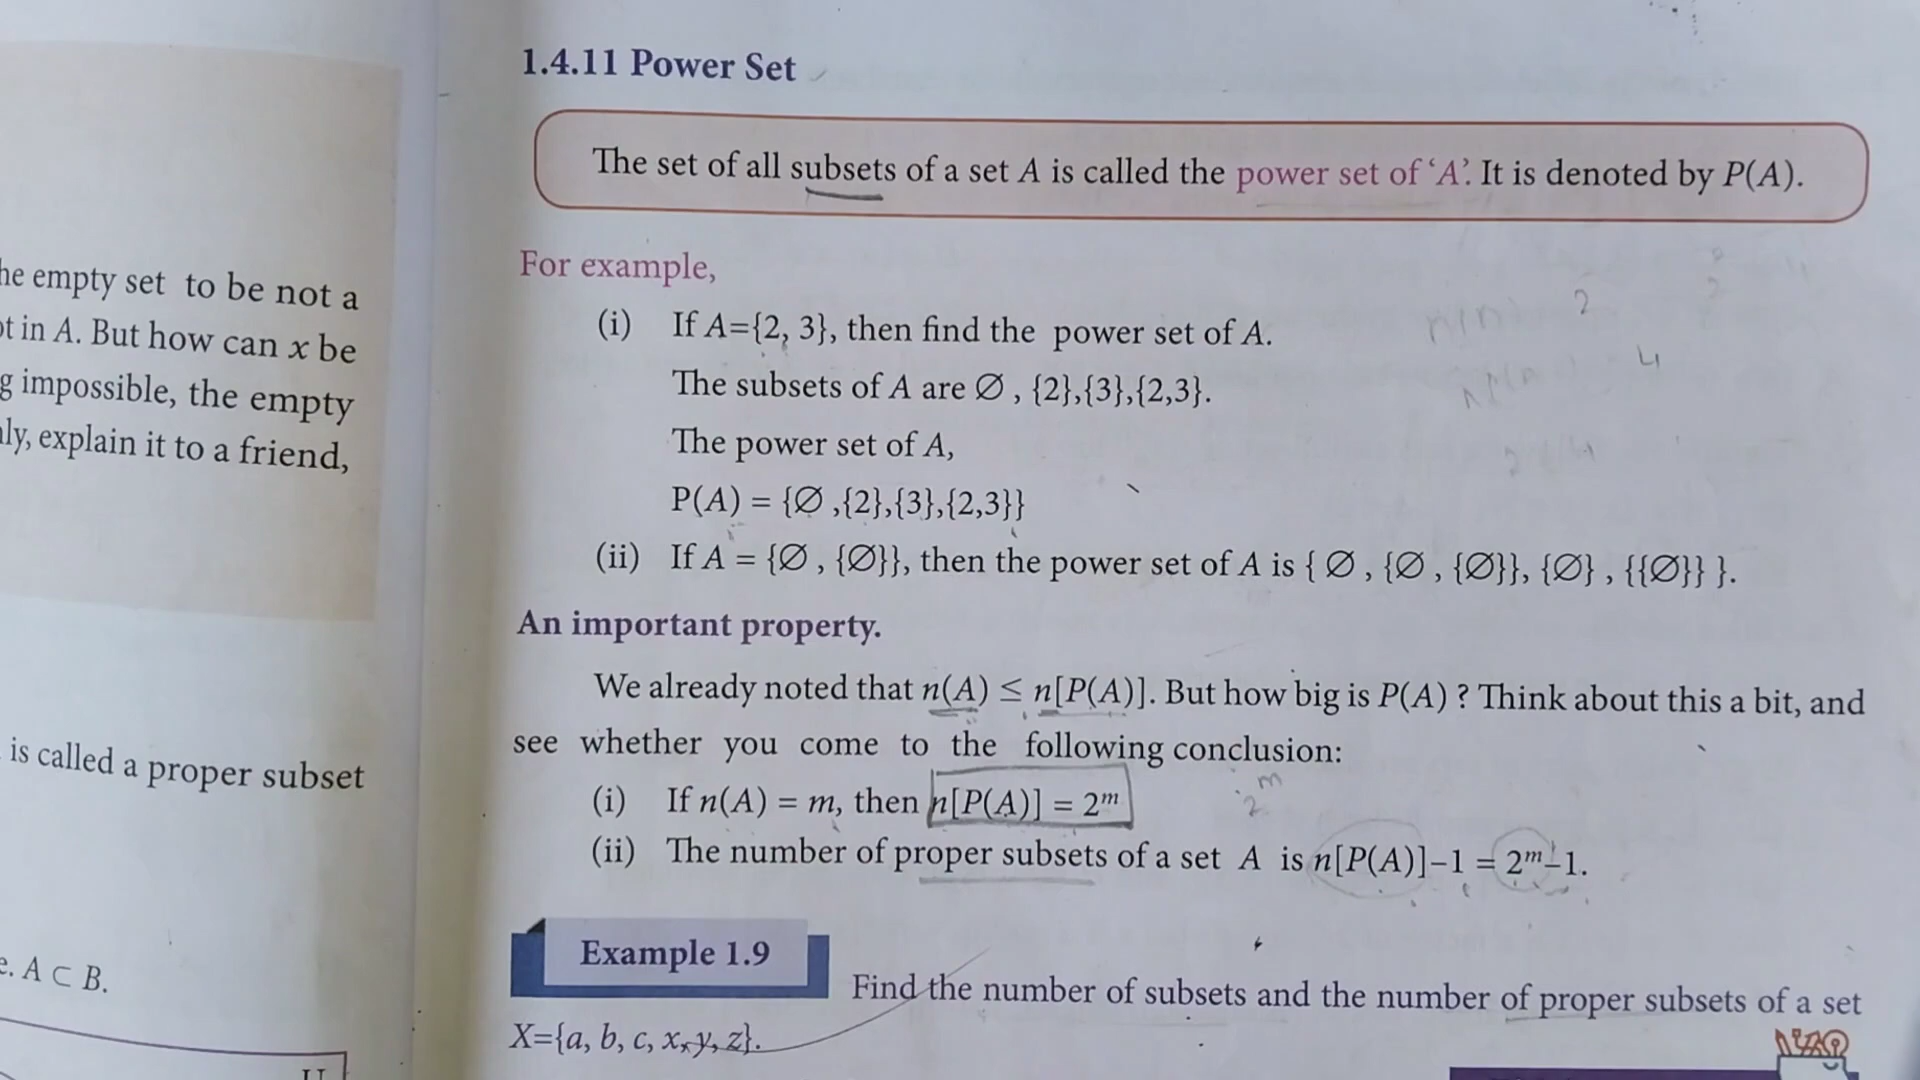 he empty set to be not a
ot in A. But how can x be
g impossible, the empty
ly, explain it to a friend,
is called a proper subset
e. A ⊂ B.
U
1.4.11 Power Set
The set of all subsets of a set A is called the power set of ‘A’. It is denoted by P(A).
For example,
(i) If A={2, 3}, then find the power set of A.
The subsets of A are ∅ , {2},{3},{2,3}.
The power set of A,
P(A) = {∅ ,{2},{3},{2,3}}
(ii) If A = {∅ , {∅}}, then the power set of A is { ∅ , {∅ , {∅}}, {∅} , {{∅}} }.
2
4
An important property.
We already noted that n(A) ≤ n[P(A)]. But how big is P(A) ? Think about this a bit, and
see whether you come to the following conclusion:
(i) If n(A) = m, then n[P(A)] = 2ᵐ
2ᵐ
(ii) The number of proper subsets of a set A is n[P(A)]−1 = 2ᵐ−1.
Example 1.9
Find the number of subsets and the number of proper subsets of a set
X={a, b, c, x, y, z}.